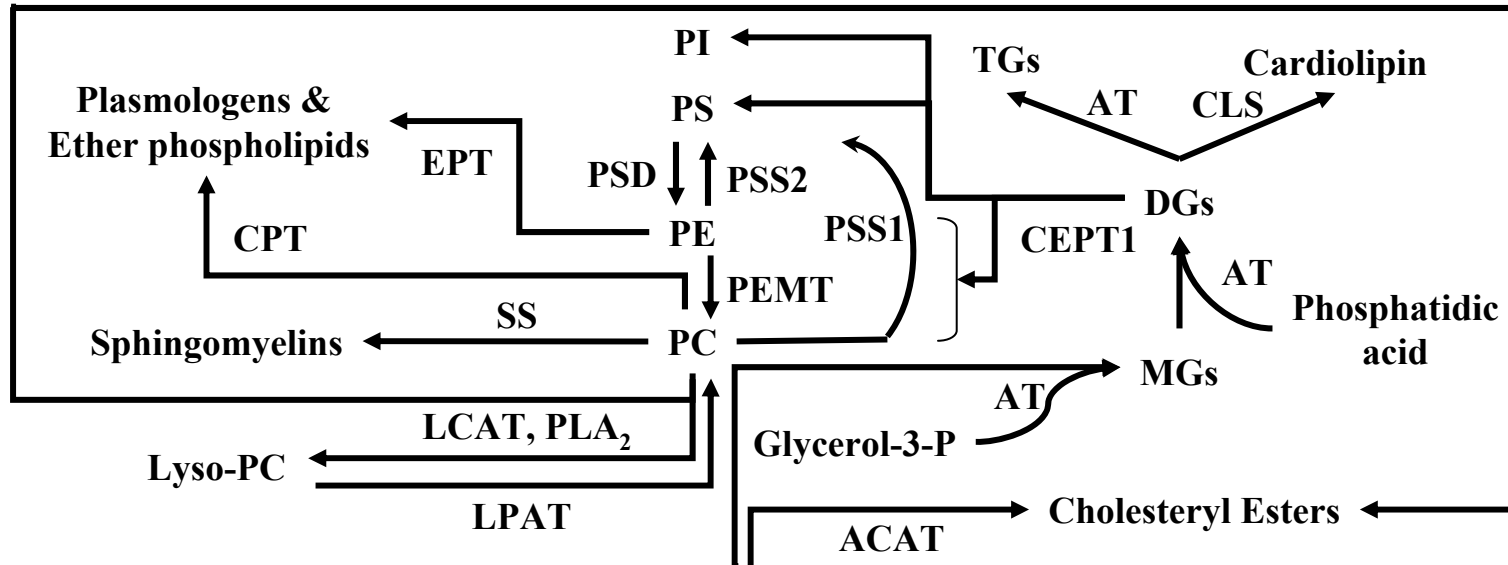 PI
TGs
Cardiolipin
Plasmologens &
Ether phospholipids
PS
AT
CLS
EPT
PSD
PSS2
DGs
CPT
PE
PSS1
CEPT1
PEMT
AT
SS
Sphingomyelins
PC
Phosphatidic
acid
MGs
AT
LCAT, PLA₂
Glycerol-3-P
Lyso-PC
LPAT
Cholesteryl Esters
ACAT